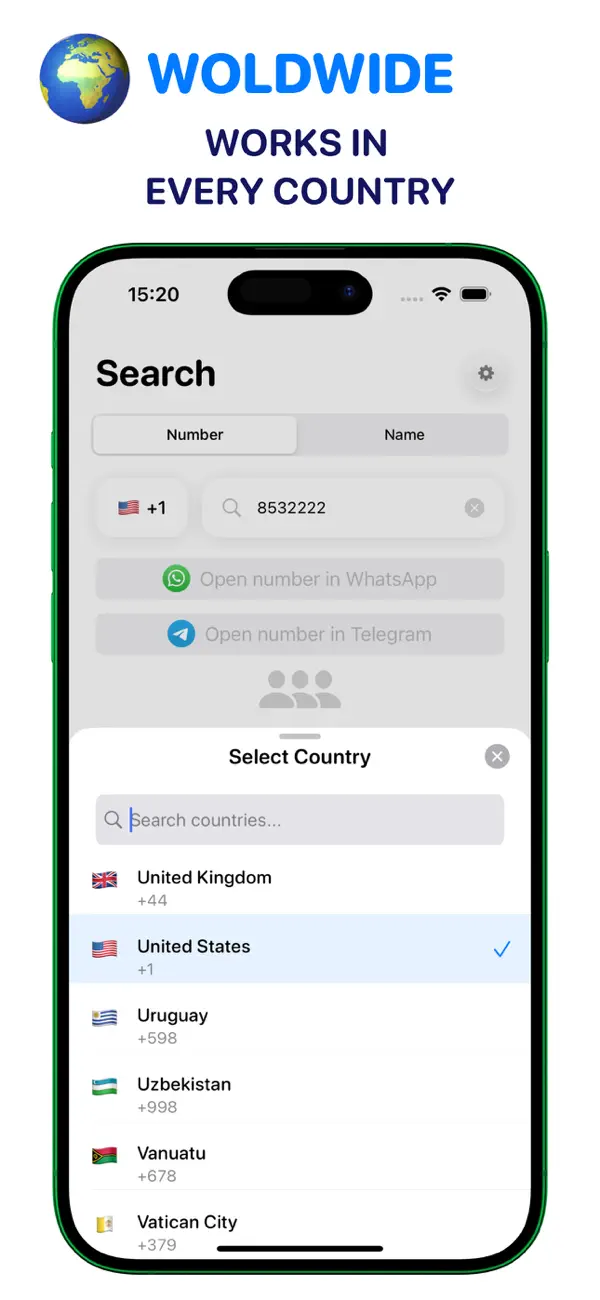 WOLDWIDE
WORKS IN
EVERY COUNTRY
15:20
Search
Number
Name
+1
8532222
Open number in WhatsApp
Open number in Telegram
Select Country
Search countries...
United Kingdom
+44
United States
+1
Uruguay
+598
Uzbekistan
+998
Vanuatu
+678
Vatican City
+379